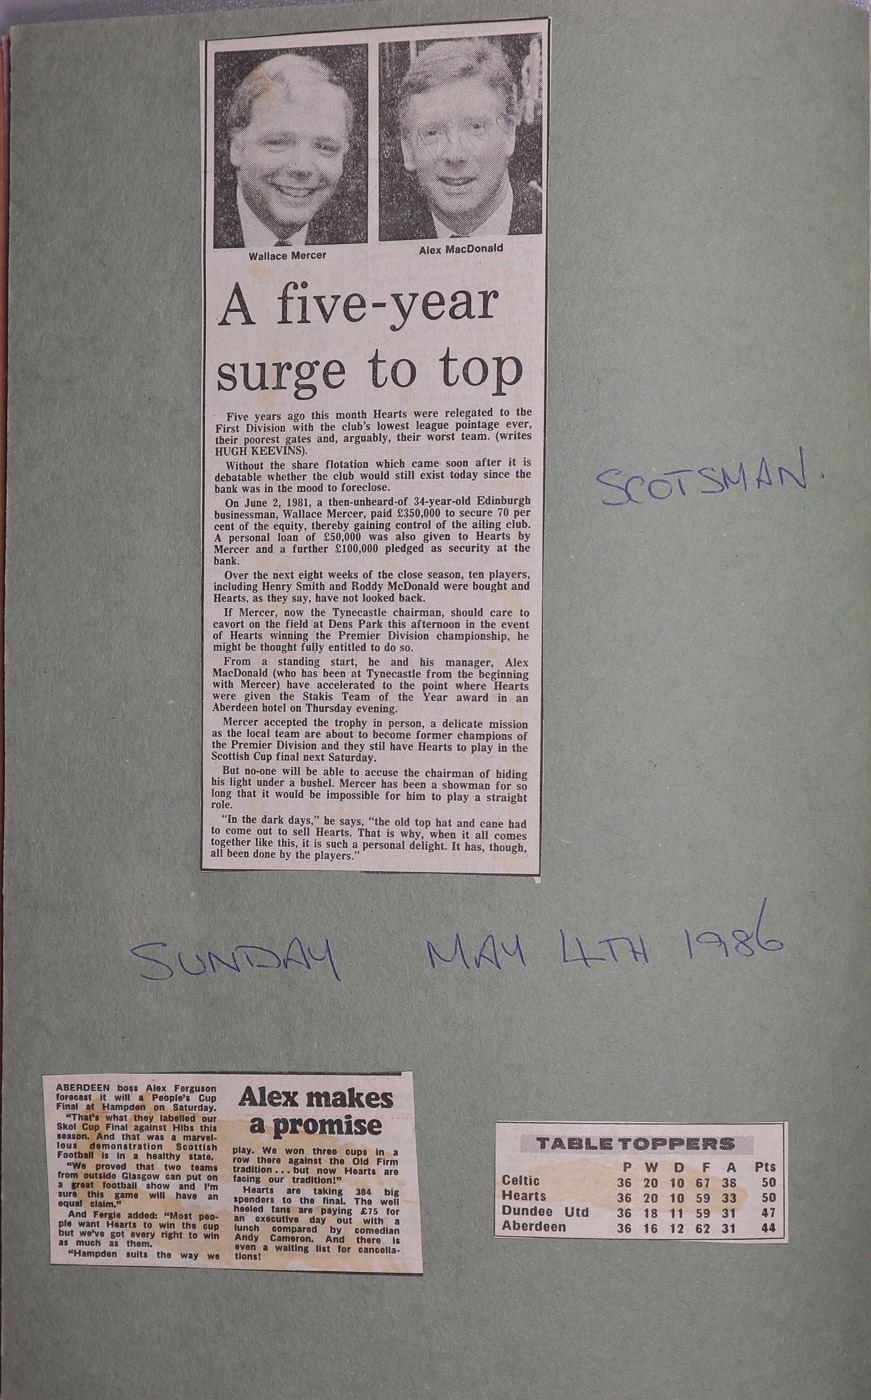 Wallace Mercer
Alex MacDonald
A five-year
surge to top
Five years ago this month Hearts were relegated to the
First Division with the club's lowest league pointage ever,
their poorest gates and, arguably, their worst team. (writes
HUGH KEEVINS).
Without the share flotation which came soon after it is
debatable whether the club would still exist today since the
bank was in the mood to foreclose.
On June 2, 1981, a then-unheard-of 34-year-old Edinburgh
businessman, Wallace Mercer, paid £350,000 to secure 70 per
cent of the equity, thereby gaining control of the ailing club.
A personal loan of £50,000 was also given to Hearts by
Mercer and a further £100,000 pledged as security at the
bank.
Over the next eight weeks of the close season, ten players,
including Henry Smith and Roddy McDonald were bought and
Hearts, as they say, have not looked back.
If Mercer, now the Tynecastle chairman, should care to
cavort on the field at Dens Park this afternoon in the event
of Hearts winning the Premier Division championship, he
might be thought fully entitled to do so.
From a standing start, he and his manager, Alex
MacDonald (who has been at Tynecastle from the beginning
with Mercer) have accelerated to the point where Hearts
were given the Stakis Team of the Year award in an
Aberdeen hotel on Thursday evening.
Mercer accepted the trophy in person, a delicate mission
as the local team are about to become former champions of
the Premier Division and they stil have Hearts to play in the
Scottish Cup final next Saturday.
But no-one will be able to accuse the chairman of hiding
his light under a bushel. Mercer has been a showman for so
long that it would be impossible for him to play a straight
role.
"In the dark days," he says, "the old top hat and cane had
to come out to sell Hearts. That is why, when it all comes
together like this, it is such a personal delight. It has, though,
all been done by the players."
SCOTSMAN.
SUNDAY MAY 4TH 1986
Alex makes
a promise
ABERDEEN boss Alex Ferguson
forecast it will a People's Cup
Final at Hampden on Saturday.
"That's what they labelled our
Skol Cup Final against Hibs this
season. And that was a marvel-
lous demonstration Scottish
Football is in a healthy state.
"We proved that two teams
from outside Glasgow can put on
a great football show and I'm
sure this game will have an
equal claim."
And Fergie added: "Most peo-
ple want Hearts to win the cup
but we've got every right to win
as much as them.
"Hampden suits the way we
play. We won three cups in a
row there against the Old Firm
tradition . . . but now Hearts are
facing our tradition!"
Hearts are taking 384 big
spenders to the final. The well
heeled fans are paying £75 for
an executive day out with a
lunch compared by comedian
Andy Cameron. And there is
even a waiting list for cancella-
tions!
TABLE TOPPERS
P W D F A Pts
Celtic 36 20 10 67 38 50
Hearts 36 20 10 59 33 50
Dundee Utd 36 18 11 59 31 47
Aberdeen 36 16 12 62 31 44